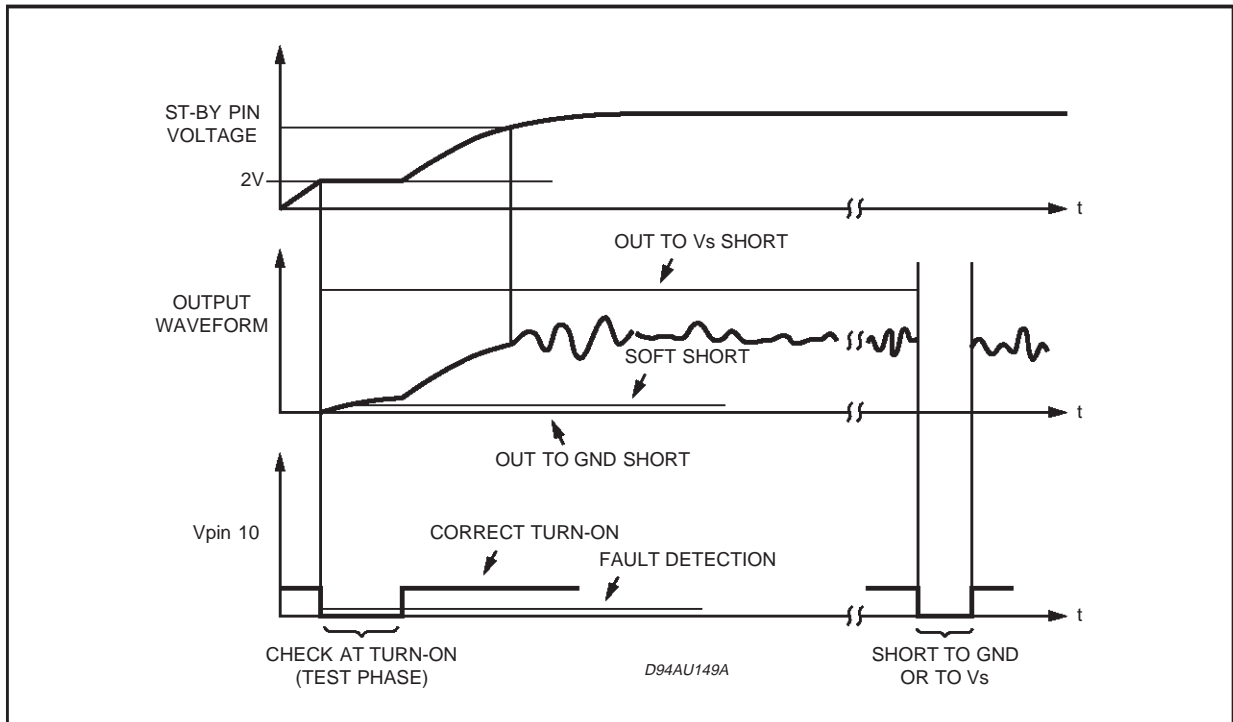 ST-BY PIN
VOLTAGE
2V
t
OUT TO Vs SHORT
OUTPUT
WAVEFORM
SOFT SHORT
t
OUT TO GND SHORT
Vpin 10
CORRECT TURN-ON
FAULT DETECTION
t
CHECK AT TURN-ON
(TEST PHASE)
D94AU149A
SHORT TO GND
OR TO Vs